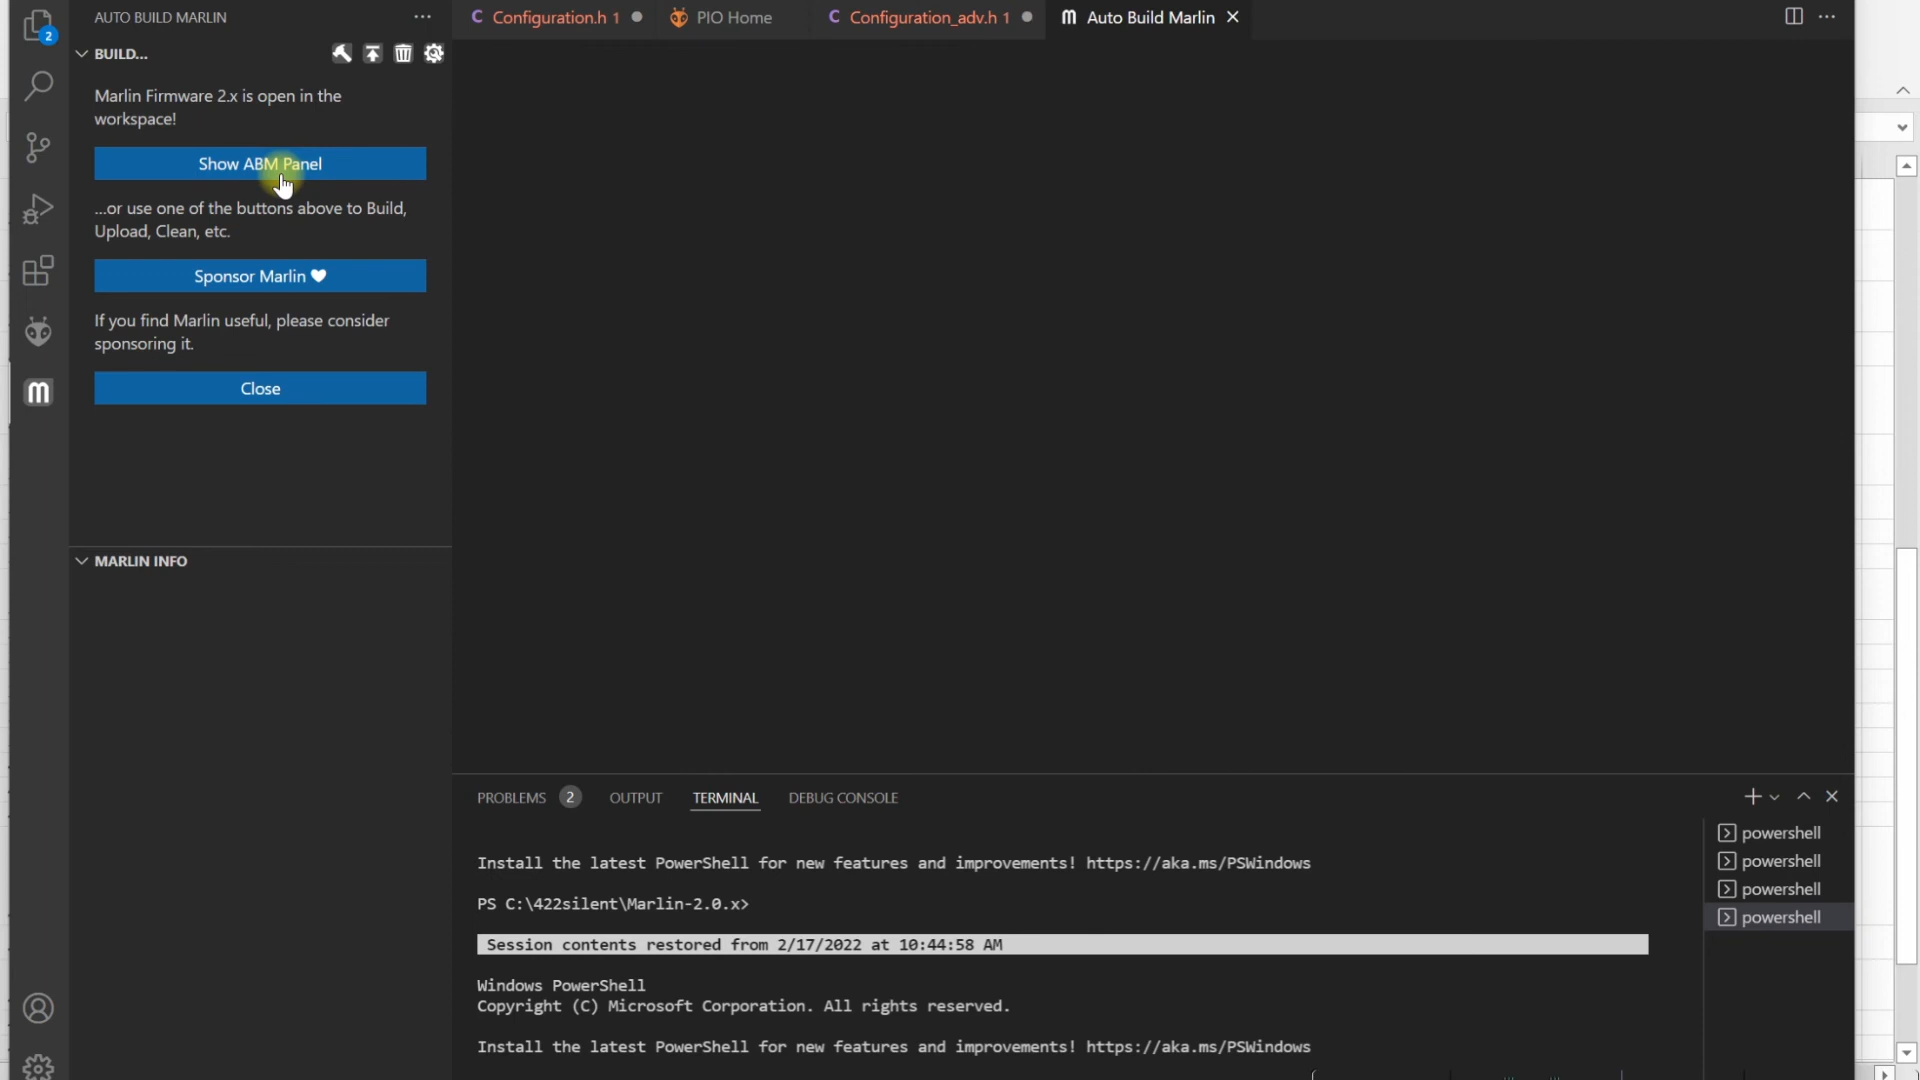 AUTO BUILD MARLIN
BUILD...
Marlin Firmware 2.x is open in the
workspace!
Show ABM Panel
...or use one of the buttons above to Build,
Upload, Clean, etc.
Sponsor Marlin ♥
If you find Marlin useful, please consider
sponsoring it.
Close
MARLIN INFO
2
Configuration.h 1
PIO Home
Configuration_adv.h 1
Auto Build Marlin
PROBLEMS 2 OUTPUT TERMINAL DEBUG CONSOLE
Install the latest PowerShell for new features and improvements! https://aka.ms/PSWindows
PS C:\422silent\Marlin-2.0.x>
Session contents restored from 2/17/2022 at 10:44:58 AM
Windows PowerShell
Copyright (C) Microsoft Corporation. All rights reserved.
Install the latest PowerShell for new features and improvements! https://aka.ms/PSWindows
powershell
powershell
powershell
powershell